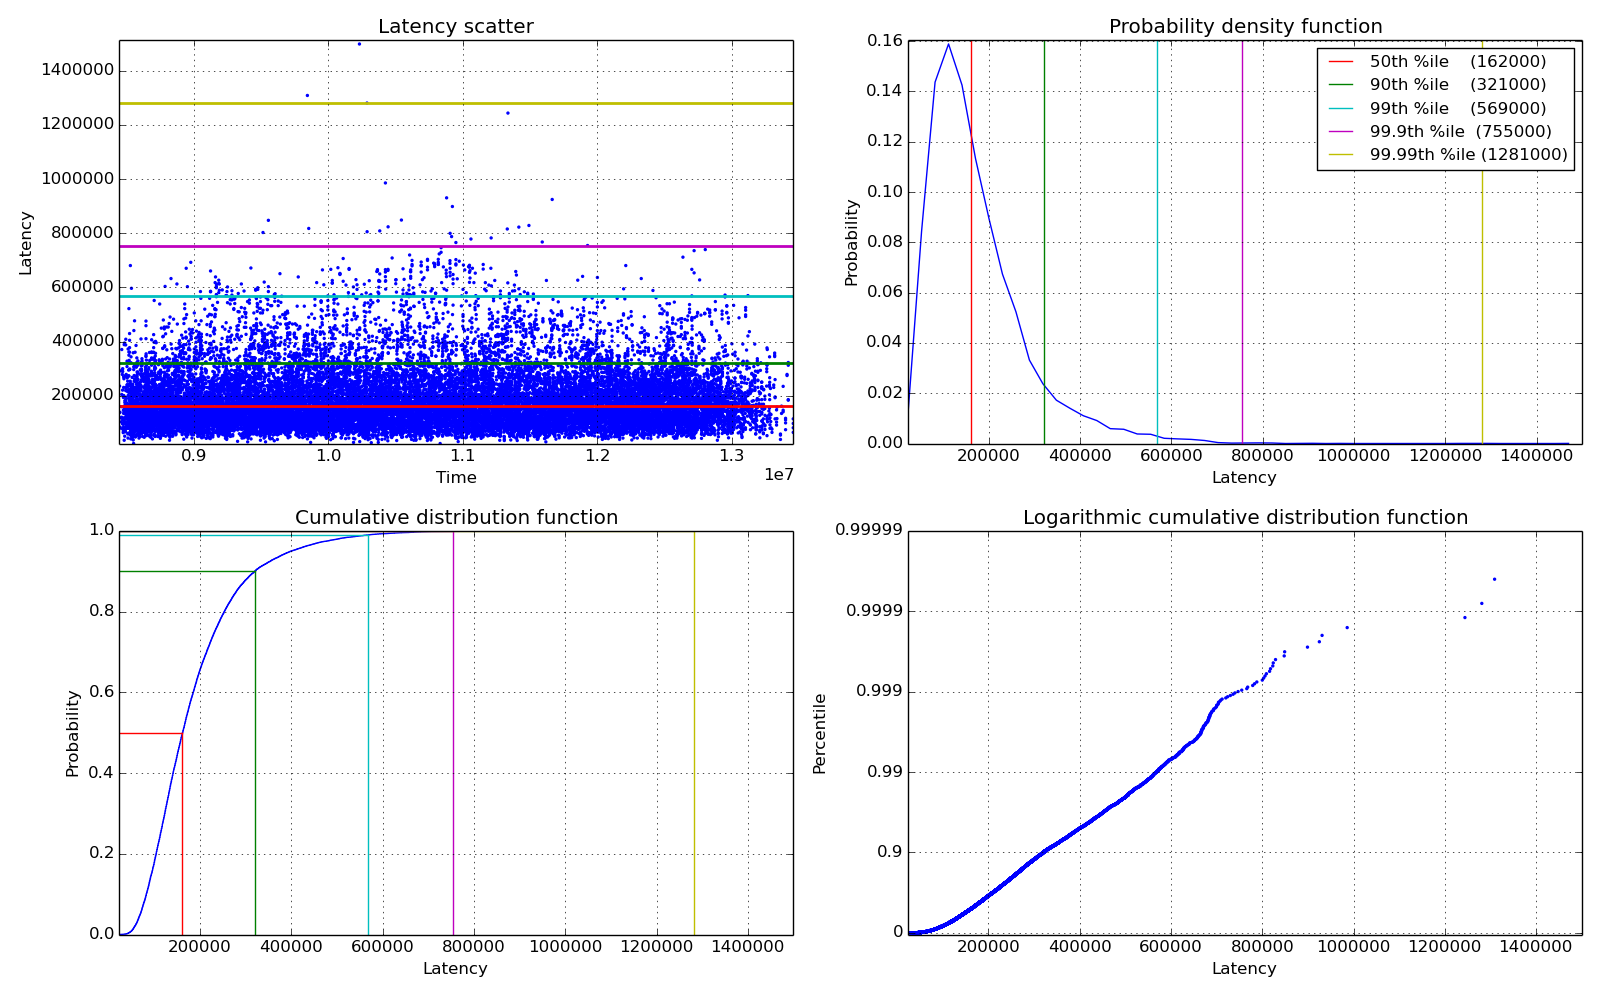 Latency scatter
1400000
1200000
1000000
800000
600000
400000
200000
Latency
0.9 1.0 1.1 1.2 1.3
1e7
Time
Probability density function
0.16
0.14
0.12
0.10
0.08
0.06
0.04
0.02
0.00
Probability
50th %ile (162000)
90th %ile (321000)
99th %ile (569000)
99.9th %ile (755000)
99.99th %ile (1281000)
200000 400000 600000 800000 1000000 1200000 1400000
Latency
Cumulative distribution function
1.0
0.8
0.6
0.4
0.2
0.0
Probability
200000 400000 600000 800000 1000000 1200000 1400000
Latency
Logarithmic cumulative distribution function
0.99999
0.9999
0.999
0.99
0.9
0
Percentile
200000 400000 600000 800000 1000000 1200000 1400000
Latency